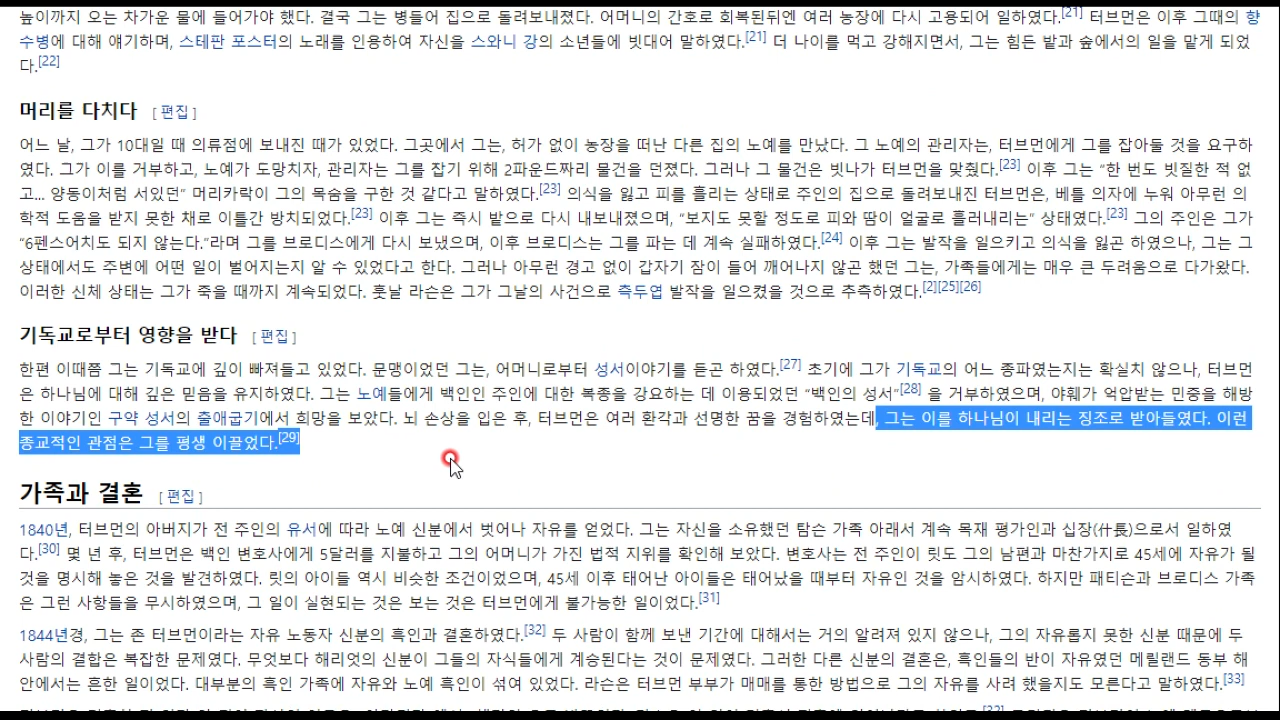 높이까지 오는 차가운 물에 들어가야 했다. 결국 그는 병들어 집으로 돌려보내졌다. 어머니의 간호로 회복된뒤엔 여러 농장에 다시 고용되어 일하였다.[21] 터브먼은 이후 그때의 향
수병에 대해 얘기하며, 스테판 포스터의 노래를 인용하여 자신을 스와니 강의 소년들에 빗대어 말하였다.[21] 더 나이를 먹고 강해지면서, 그는 힘든 밭과 숲에서의 일을 맡게 되었
다.[22]
머리를 다치다 [ 편집 ]
어느 날, 그가 10대일 때 의류점에 보내진 때가 있었다. 그곳에서 그는, 허가 없이 농장을 떠난 다른 집의 노예를 만났다. 그 노예의 관리자는, 터브먼에게 그를 잡아둘 것을 요구하
였다. 그가 이를 거부하고, 노예가 도망치자, 관리자는 그를 잡기 위해 2파운드짜리 물건을 던졌다. 그러나 그 물건은 빗나가 터브먼을 맞췄다.[23] 이후 그는 “한 번도 빗질한 적 없
고... 양동이처럼 서있던” 머리카락이 그의 목숨을 구한 것 같다고 말하였다.[23] 의식을 잃고 피를 흘리는 상태로 주인의 집으로 돌려보내진 터브먼은, 베틀 의자에 누워 아무런 의
학적 도움을 받지 못한 채로 이틀간 방치되었다.[23] 이후 그는 즉시 밭으로 다시 내보내졌으며, “보지도 못할 정도로 피와 땀이 얼굴로 흘러내리는” 상태였다.[23] 그의 주인은 그가
“6펜스어치도 되지 않는다.”라며 그를 브로디스에게 다시 보냈으며, 이후 브로디스는 그를 파는 데 계속 실패하였다.[24] 이후 그는 발작을 일으키고 의식을 잃곤 하였으나, 그는 그
상태에서도 주변에 어떤 일이 벌어지는지 알 수 있었다고 한다. 그러나 아무런 경고 없이 갑자기 잠이 들어 깨어나지 않곤 했던 그는, 가족들에게는 매우 큰 두려움으로 다가왔다.
이러한 신체 상태는 그가 죽을 때까지 계속되었다. 훗날 라슨은 그가 그날의 사건으로 측두엽 발작을 일으켰을 것으로 추측하였다.[2][25][26]
기독교로부터 영향을 받다 [ 편집 ]
한편 이때쯤 그는 기독교에 깊이 빠져들고 있었다. 문맹이었던 그는, 어머니로부터 성서이야기를 듣곤 하였다.[27] 초기에 그가 기독교의 어느 종파였는지는 확실치 않으나, 터브먼
은 하나님에 대해 깊은 믿음을 유지하였다. 그는 노예들에게 백인인 주인에 대한 복종을 강요하는 데 이용되었던 “백인의 성서”[28] 을 거부하였으며, 야훼가 억압받는 민중을 해방
한 이야기인 구약 성서의 출애굽기에서 희망을 보았다. 뇌 손상을 입은 후, 터브먼은 여러 환각과 선명한 꿈을 경험하였는데, 그는 이를 하나님이 내리는 징조로 받아들였다. 이런
종교적인 관점은 그를 평생 이끌었다.[29]
가족과 결혼 [ 편집 ]
1840년, 터브먼의 아버지가 전 주인의 유서에 따라 노예 신분에서 벗어나 자유를 얻었다. 그는 자신을 소유했던 탐슨 가족 아래서 계속 목재 평가인과 십장(什長)으로서 일하였
다.[30] 몇 년 후, 터브먼은 백인 변호사에게 5달러를 지불하고 그의 어머니가 가진 법적 지위를 확인해 보았다. 변호사는 전 주인이 릿도 그의 남편과 마찬가지로 45세에 자유가 될
것을 명시해 놓은 것을 발견하였다. 릿의 아이들 역시 비슷한 조건이었으며, 45세 이후 태어난 아이들은 태어났을 때부터 자유인 것을 암시하였다. 하지만 패티슨과 브로디스 가족
은 그런 사항들을 무시하였으며, 그 일이 실현되는 것은 보는 것은 터브먼에게 불가능한 일이었다.[31]
1844년경, 그는 존 터브먼이라는 자유 노동자 신분의 흑인과 결혼하였다.[32] 두 사람이 함께 보낸 기간에 대해서는 거의 알려져 있지 않으나, 그의 자유롭지 못한 신분 때문에 두
사람의 결합은 복잡한 문제였다. 무엇보다 해리엇의 신분이 그들의 자식들에게 계승된다는 것이 문제였다. 그러한 다른 신분의 결혼은, 흑인들의 반이 자유였던 메릴랜드 동부 해
안에서는 흔한 일이었다. 대부분의 흑인 가족에 자유와 노예 흑인이 섞여 있었다. 라슨은 터브먼 부부가 매매를 통한 방법으로 그의 자유를 사려 했을지도 모른다고 말하였다.[33]
[32]